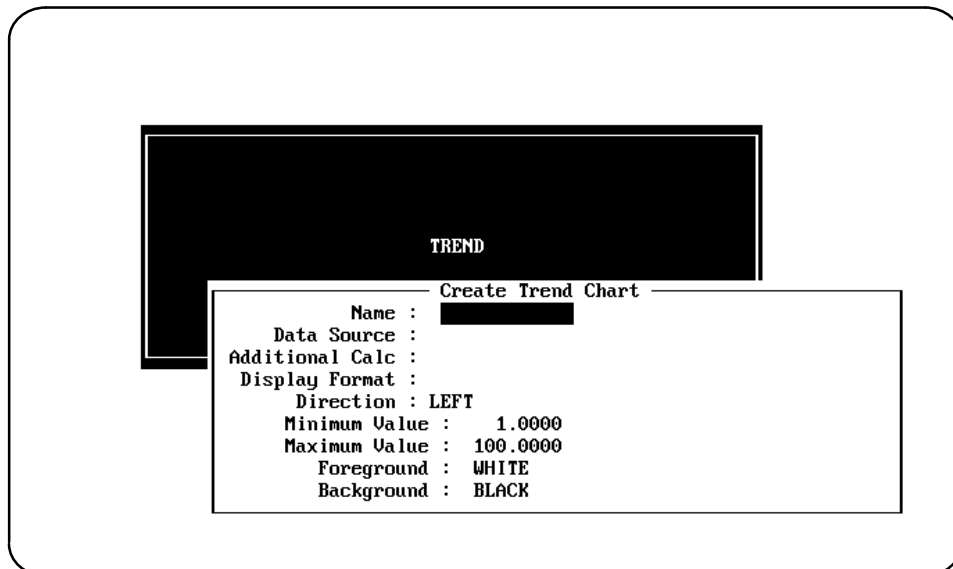 TREND
Create Trend Chart
Name :
Data Source :
Additional Calc :
Display Format :
Direction : LEFT
Minimum Value : 1.0000
Maximum Value : 100.0000
Foreground : WHITE
Background : BLACK